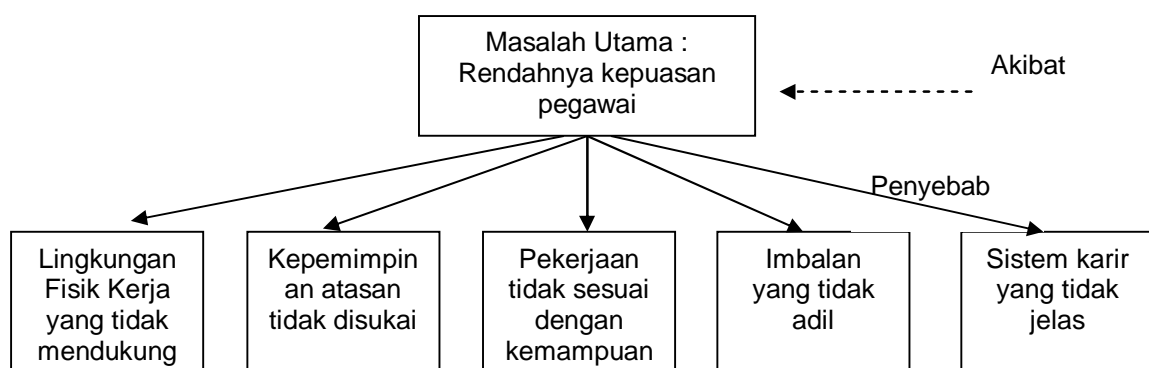 Masalah Utama :
Rendahnya kepuasan
pegawai
Akibat
Penyebab
Lingkungan
Fisik Kerja
yang tidak
mendukung
Kepemimpin
an atasan
tidak disukai
Pekerjaan
tidak sesuai
dengan
kemampuan
Imbalan
yang tidak
adil
Sistem karir
yang tidak
jelas